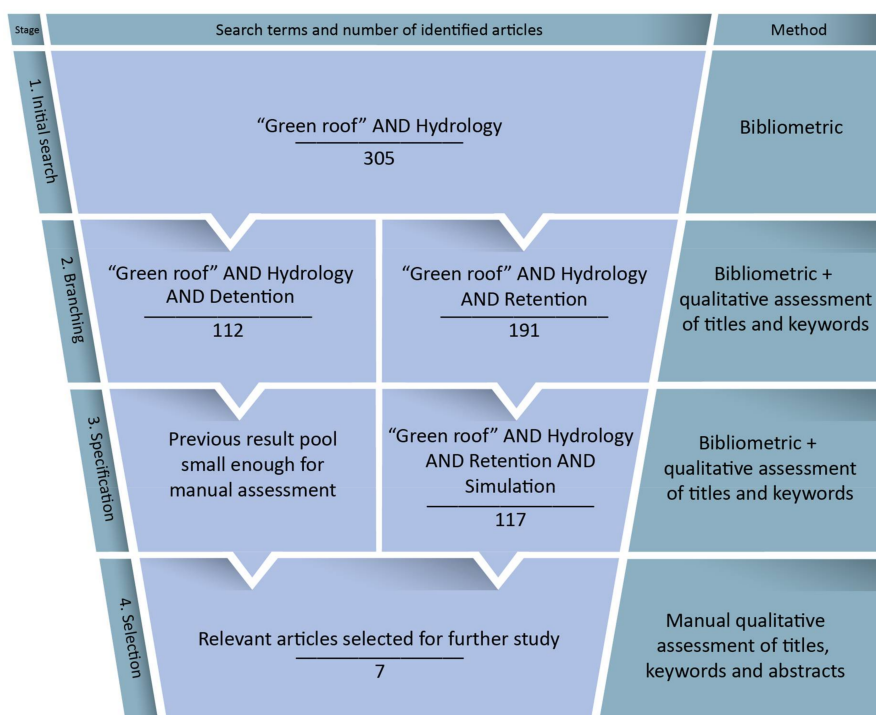 Stage
Search terms and number of identified articles
Method
1. Initial search
“Green roof” AND Hydrology
305
Bibliometric
2. Branching
“Green roof” AND Hydrology
AND Detention
112
“Green roof” AND Hydrology
AND Retention
191
Bibliometric +
qualitative assessment
of titles and keywords
3. Specification
Previous result pool
small enough for
manual assessment
“Green roof” AND Hydrology
AND Retention AND
Simulation
117
Bibliometric +
qualitative assessment
of titles and keywords
4. Selection
Relevant articles selected for further study
7
Manual qualitative
assessment of titles,
keywords and abstracts